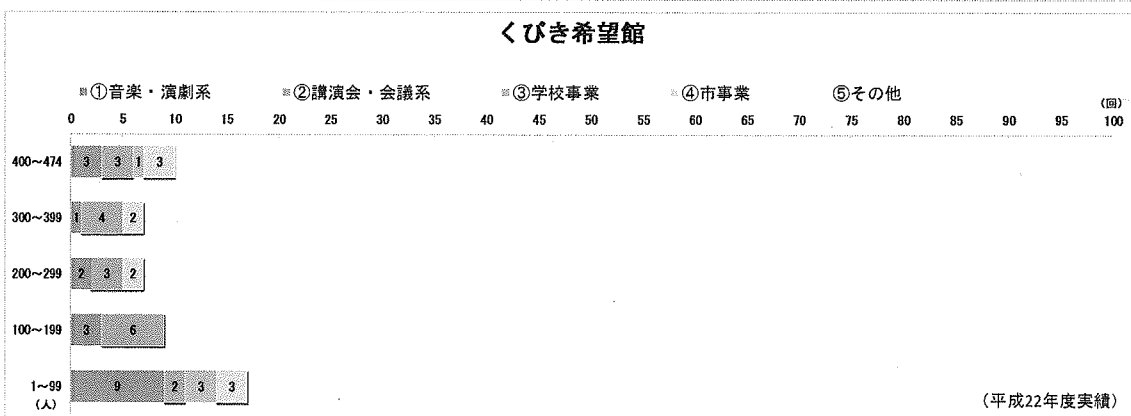 くびき希望館
①音楽・演劇系 ②講演会・会議系 ③学校事業 ④市事業 ⑤その他
(回)
0 5 10 15 20 25 30 35 40 45 50 55 60 65 70 75 80 85 90 95 100
400～474 3 3 1 3
300～399 1 4 2
200～299 2 3 2
100～199 3 6
1～99 9 2 3 3
(人)
(平成22年度実績)